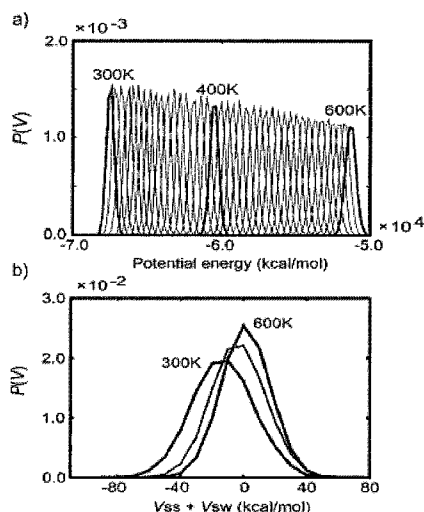 a)
× 10⁻³
2.0
300K
400K
600K
P(V)
1.0
0.0
× 10⁴
-7.0 -6.0 -5.0
Potential energy (kcal/mol)
b)
× 10⁻²
3.0
600K
2.0
300K
P(V)
1.0
0.0
-80 -40 0 40 80
Vss + Vsw (kcal/mol)